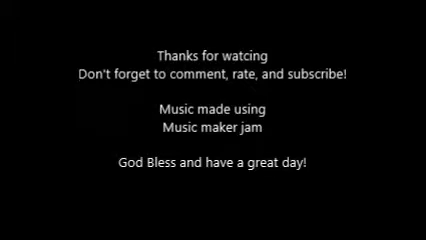 Thanks for watcing
Don't forget to comment, rate, and subscribe!
Music made using
Music maker jam
God Bless and have a great day!